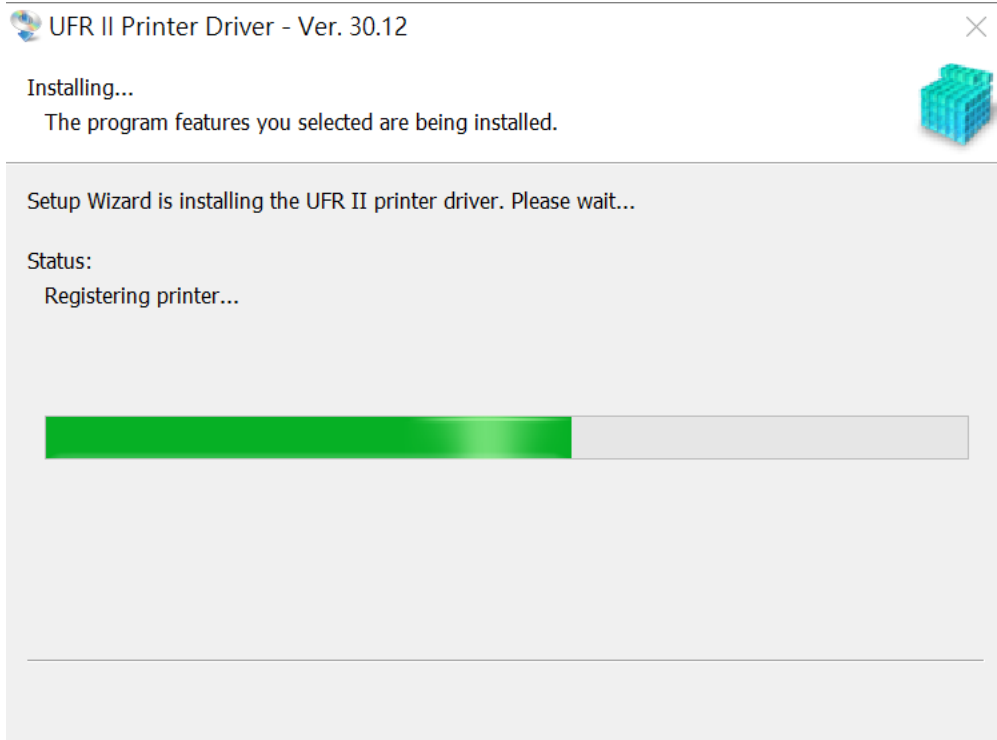 UFR II Printer Driver - Ver. 30.12
Installing...
The program features you selected are being installed.
Setup Wizard is installing the UFR II printer driver. Please wait...
Status:
Registering printer...